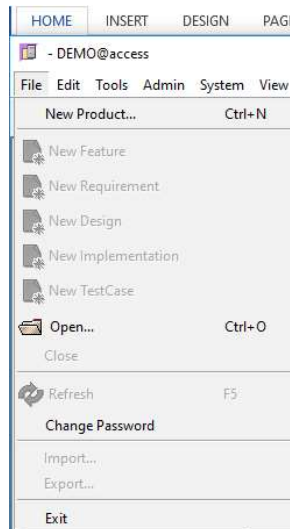 HOME INSERT DESIGN
- DEMO@access
File Edit Tools Admin System View
New Product... Ctrl+N
New Feature
New Requirement
New Design
New Implementation
New TestCase
Open... Ctrl+O
Close
Refresh F5
Change Password
Import...
Export...
Exit